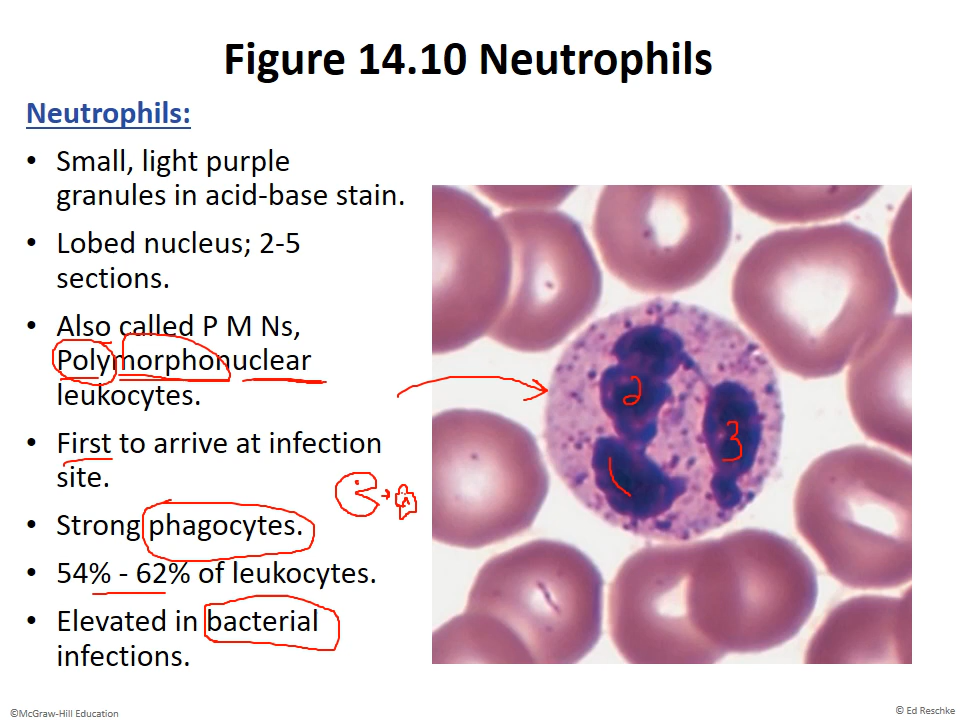 Figure 14.10 Neutrophils
Neutrophils:
• Small, light purple
granules in acid-base stain.
• Lobed nucleus; 2-5
sections.
• Also called P M Ns,
Polymorphonuclear
leukocytes.
• First to arrive at infection
site.
• Strong phagocytes.
• 54% - 62% of leukocytes.
• Elevated in bacterial
infections.
2
3
1
©McGraw-Hill Education
© Ed Reschke